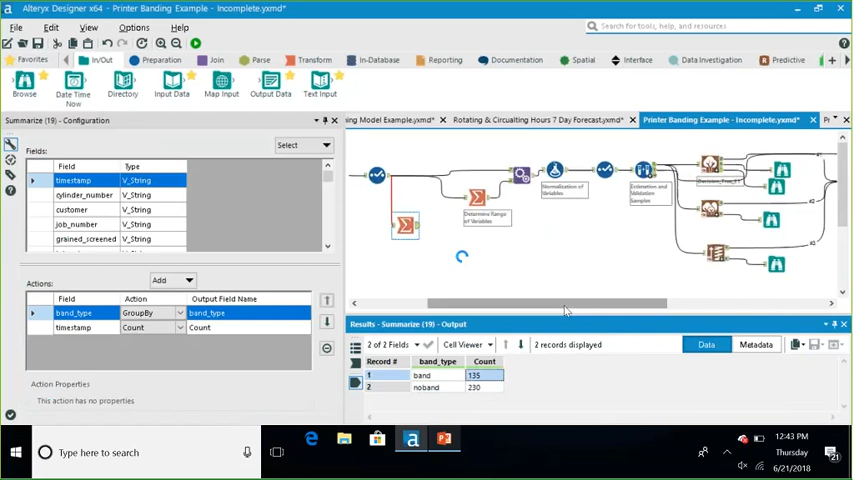 Alteryx Designer x64 - Printer Banding Example - Incomplete.yxmd*
File Edit View Options Help
Search for tools, help, and resources
Favorites In/Out Preparation Join Parse Transform In-Database Reporting Documentation Spatial Interface Data Investigation Predictive
Browse Date Time Now Directory Input Data Map Input Output Data Text Input
Summarize (19) - Configuration
ing Model Example.yxmd* Rotating & Circualting Hours 7 Day Forecast.yxmd* Printer Banding Example - Incomplete.yxmd*
Fields:
Select
Field Type
timestamp V_String
cylinder_number V_String
customer V_String
job_number V_String
grained_screened V_String
Actions:
Add
Field Action Output Field Name
band_type GroupBy band_type
timestamp Count Count
Action Properties
This action has no properties
Determine Range of Variables
Normalization of Variables
Estimation and Validation Samples
#1
#2
#3
Results - Summarize (19) - Output
2 of 2 Fields Cell Viewer 2 records displayed Data Metadata
Record # band_type Count
1 band 135
2 noband 230
Type here to search
12:43 PM
Thursday
6/21/2018
21